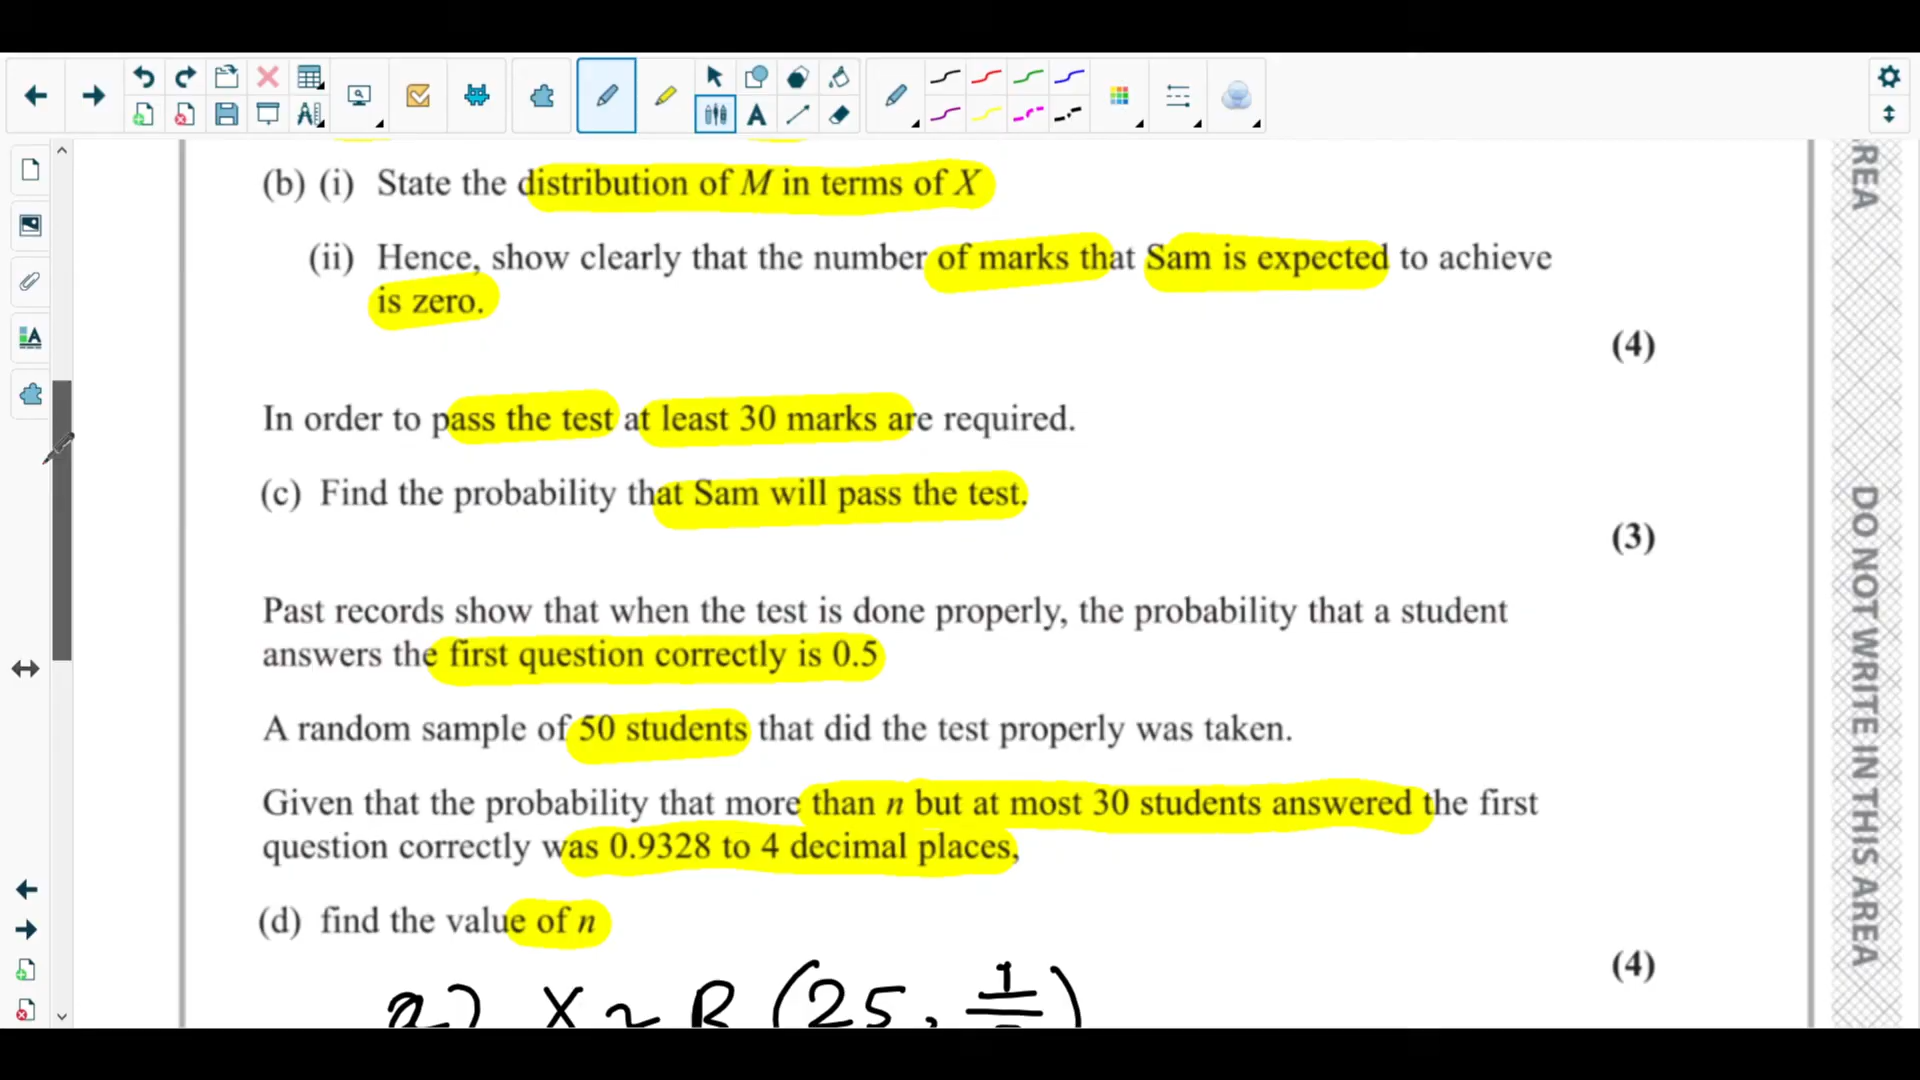 (b) (i) State the distribution of M in terms of X
(ii) Hence, show clearly that the number of marks that Sam is expected to achieve
is zero.
(4)
In order to pass the test at least 30 marks are required.
(c) Find the probability that Sam will pass the test.
(3)
Past records show that when the test is done properly, the probability that a student
answers the first question correctly is 0.5
A random sample of 50 students that did the test properly was taken.
Given that the probability that more than n but at most 30 students answered the first
question correctly was 0.9328 to 4 decimal places,
(d) find the value of n
(4)
a) X ~ B (25, 1
REA
DO NOT WRITE IN THIS AREA